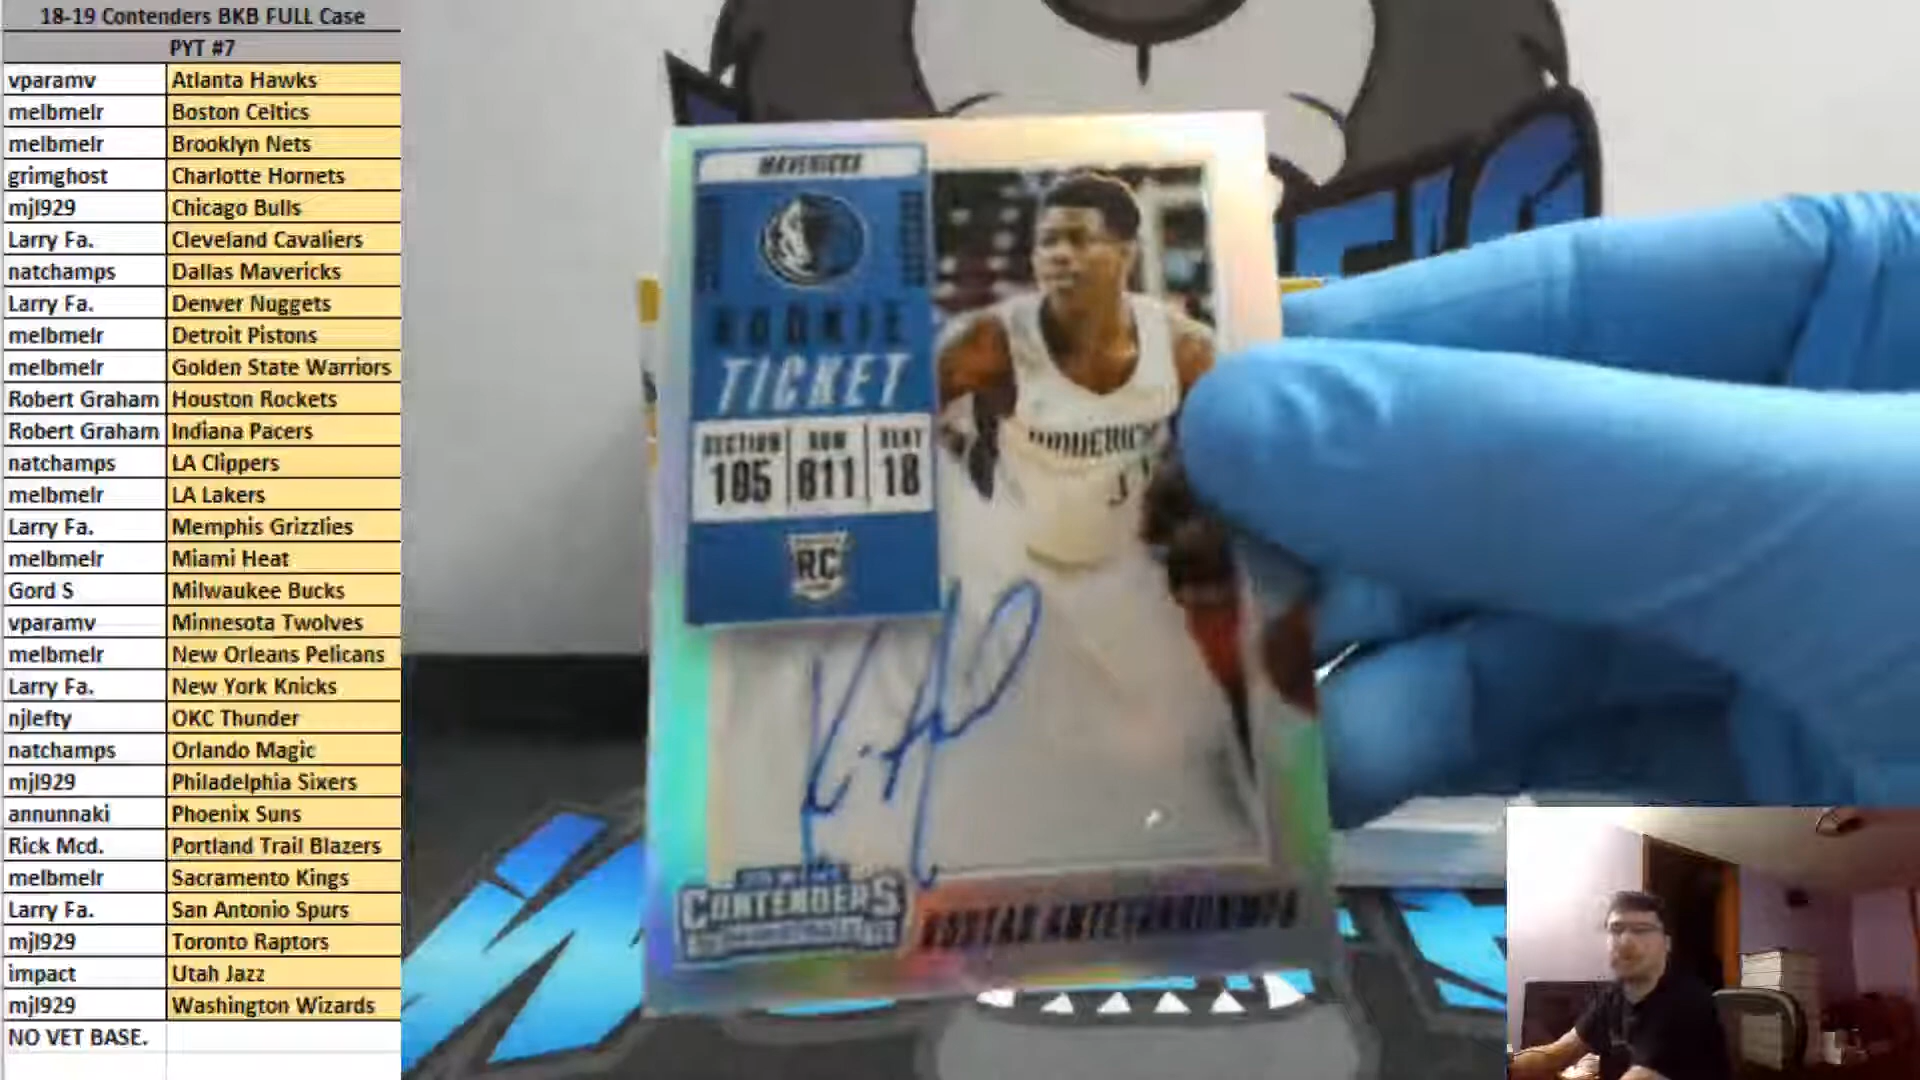 18-19 Contenders BKB FULL Case
PYT #7
vparamv Atlanta Hawks
melbmelr Boston Celtics
melbmelr Brooklyn Nets
grimghost Charlotte Hornets
mjl929 Chicago Bulls
Larry Fa. Cleveland Cavaliers
natchamps Dallas Mavericks
Larry Fa. Denver Nuggets
melbmelr Detroit Pistons
melbmelr Golden State Warriors
Robert Graham Houston Rockets
Robert Graham Indiana Pacers
natchamps LA Clippers
melbmelr LA Lakers
Larry Fa. Memphis Grizzlies
melbmelr Miami Heat
Gord S Milwaukee Bucks
vparamv Minnesota Twolves
melbmelr New Orleans Pelicans
Larry Fa. New York Knicks
njlefty OKC Thunder
natchamps Orlando Magic
mjl929 Philadelphia Sixers
annunnaki Phoenix Suns
Rick Mcd. Portland Trail Blazers
melbmelr Sacramento Kings
Larry Fa. San Antonio Spurs
mjl929 Toronto Raptors
impact Utah Jazz
mjl929 Washington Wizards
NO VET BASE.
MAVERICKS
ROOKIE
TICKET
SECTION ROW SEAT
105 811 18
RC
CONTENDERS
KOSTAS ANTETOKOUNMPO